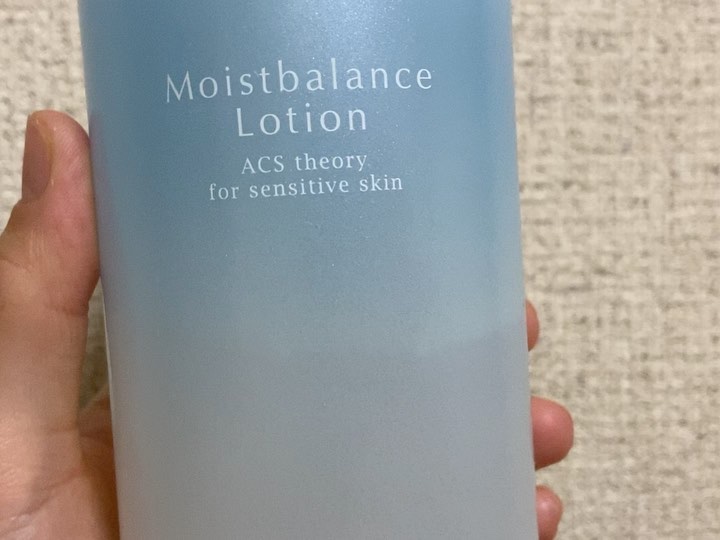 Moistbalance
Lotion
ACS theory
for sensitive skin